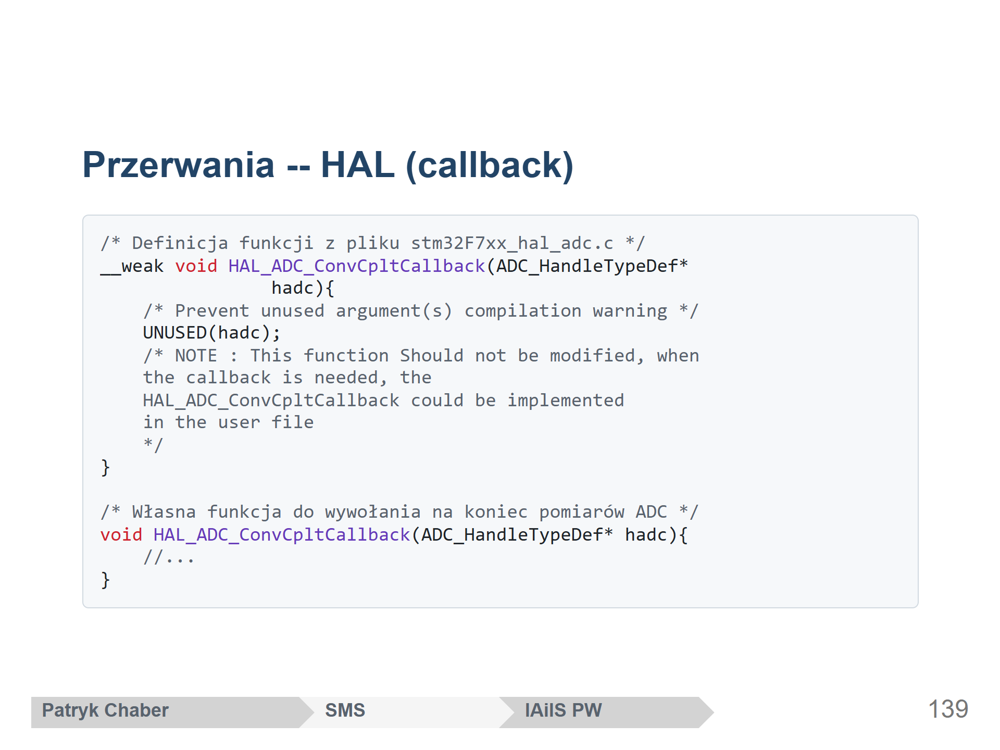 Przerwania -- HAL (callback)
/* Definicja funkcji z pliku stm32F7xx_hal_adc.c */
__weak void HAL_ADC_ConvCpltCallback(ADC_HandleTypeDef*
                hadc){
    /* Prevent unused argument(s) compilation warning */
    UNUSED(hadc);
    /* NOTE : This function Should not be modified, when
    the callback is needed, the
    HAL_ADC_ConvCpltCallback could be implemented
    in the user file
    */
}

/* Własna funkcja do wywołania na koniec pomiarów ADC */
void HAL_ADC_ConvCpltCallback(ADC_HandleTypeDef* hadc){
    //...
}
Patryk Chaber
SMS
IAiIS PW
139